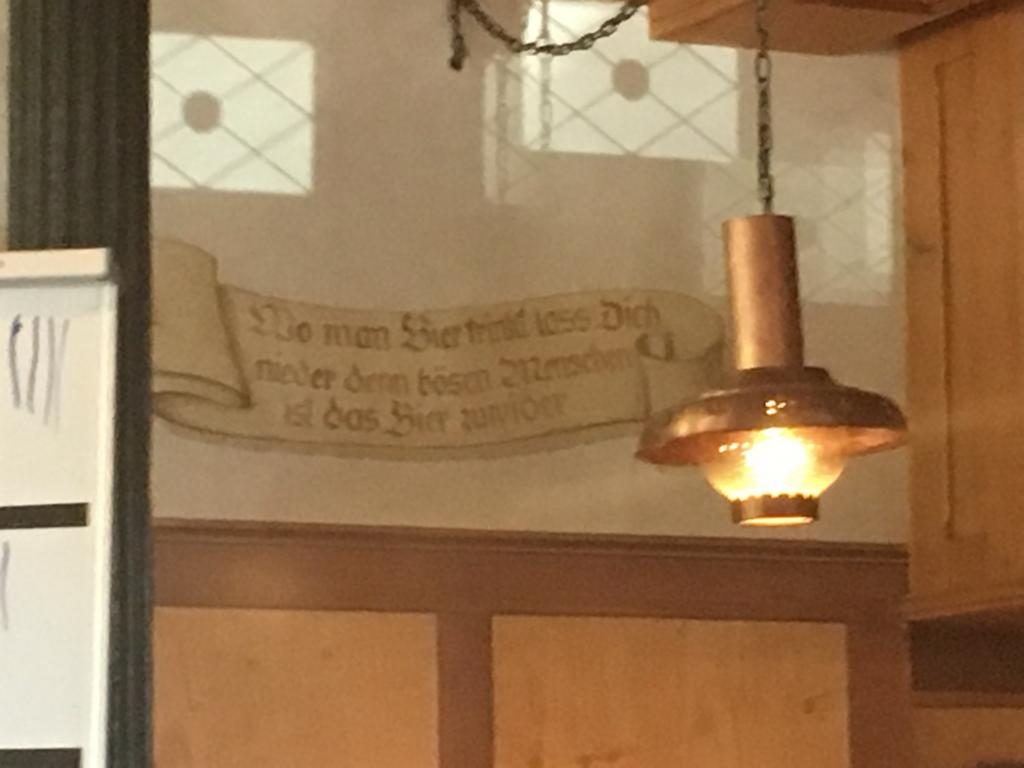 Wo man Bier trinkt lass Dich
nieder denn bösen Menschen
ist das Bier zuwider